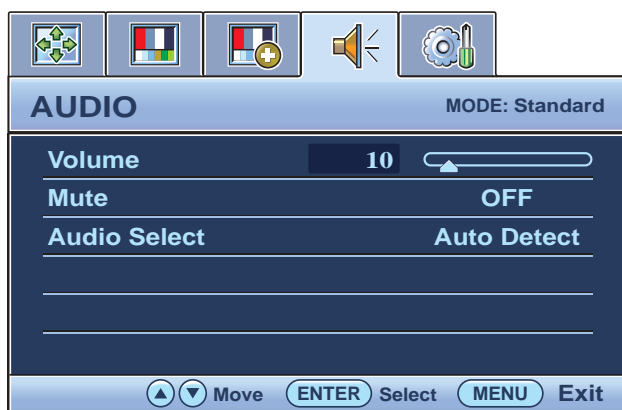 AUDIO MODE: Standard
Volume 10
Mute OFF
Audio Select Auto Detect
Move ENTER Select MENU Exit